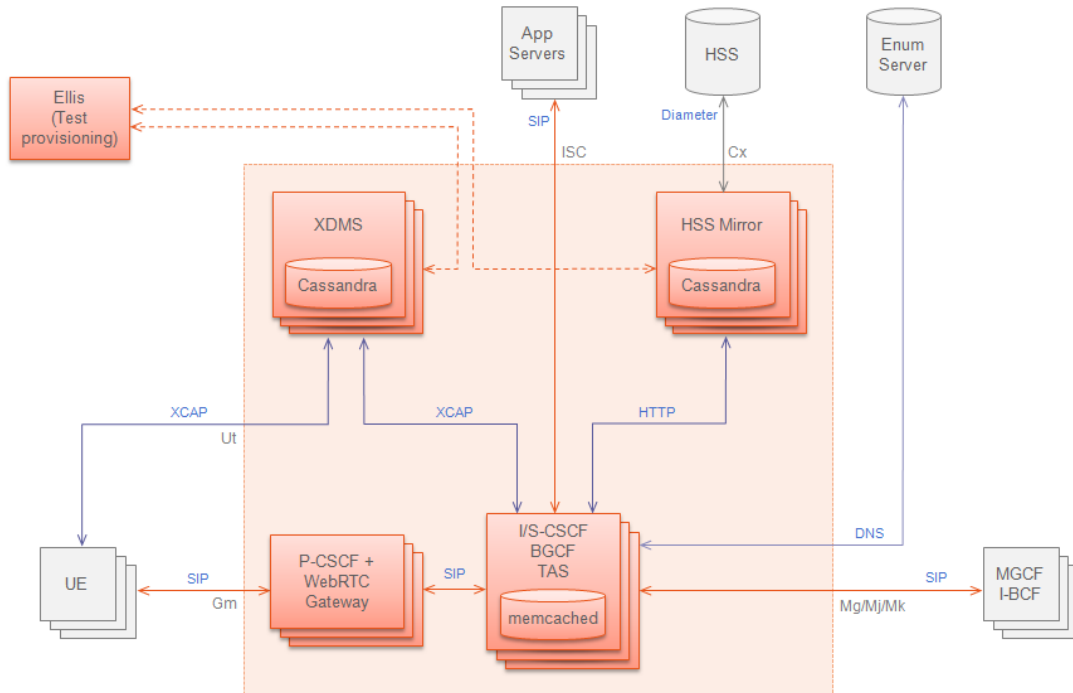 App
Servers
HSS
Enum
Server
Ellis
(Test
provisioning)
SIP
Diameter
ISC
Cx
XDMS
Cassandra
HSS Mirror
Cassandra
XCAP
Ut
XCAP
HTTP
I/S-CSCF
BGCF
TAS
memcached
DNS
UE
SIP
Gm
P-CSCF +
WebRTC
Gateway
SIP
SIP
Mg/Mj/Mk
MGCF
I-BCF